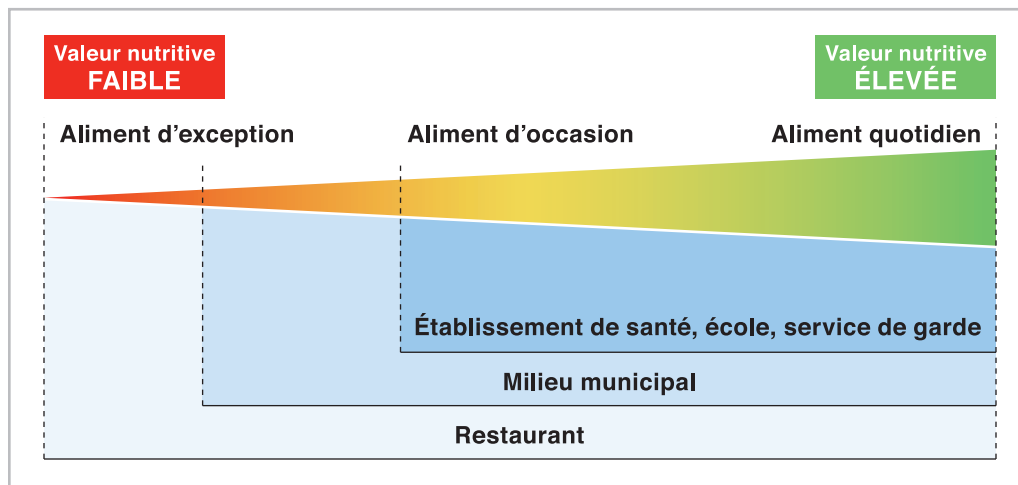 Valeur nutritive
FAIBLE
Valeur nutritive
ÉLEVÉE
Aliment d’exception
Aliment d’occasion
Aliment quotidien
Établissement de santé, école, service de garde
Milieu municipal
Restaurant